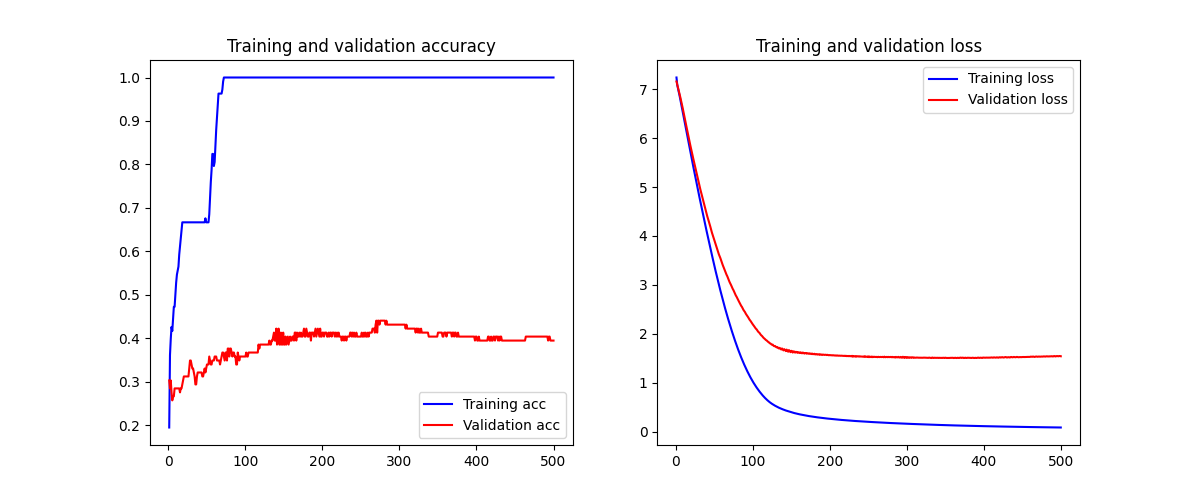 Training and validation accuracy
1.0
0.9
0.8
0.7
0.6
0.5
0.4
0.3
0.2
0 100 200 300 400 500
Training acc
Validation acc
Training and validation loss
7
6
5
4
3
2
1
0
0 100 200 300 400 500
Training loss
Validation loss